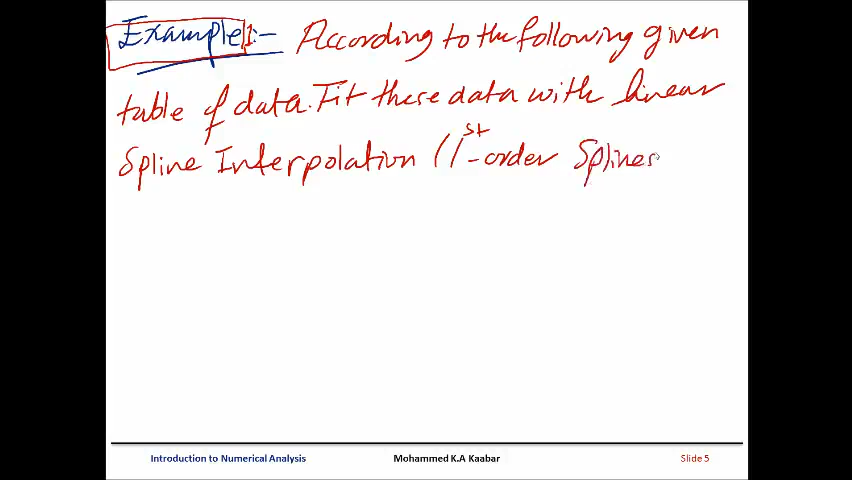 Example 1:- According to the following given
table of data. Fit these data with linear
Spline Interpolation (1st-order Splines
Introduction to Numerical Analysis Mohammed K.A Kaabar Slide 5